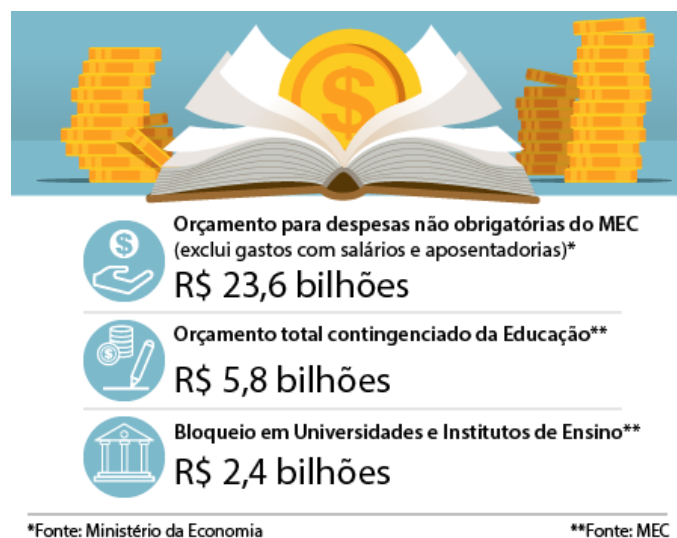 $
Orçamento para despesas não obrigatórias do MEC
(exclui gastos com salários e aposentadorias)*
$
R$ 23,6 bilhões
Orçamento total contingenciado da Educação**
$
R$ 5,8 bilhões
Bloqueio em Universidades e Institutos de Ensino**
R$ 2,4 bilhões
*Fonte: Ministério da Economia
**Fonte: MEC